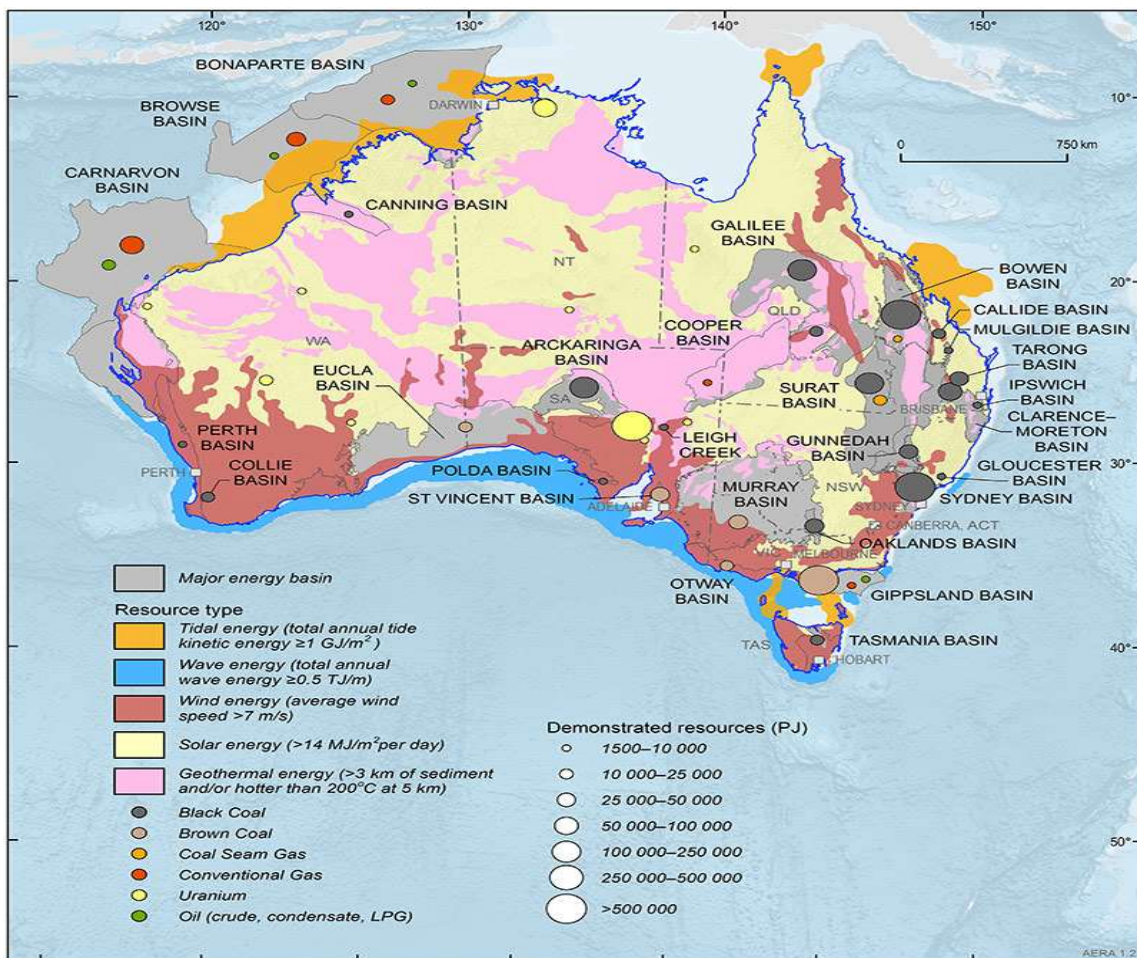 120°
130°
140°
150°
BONAPARTE BASIN
10°
DARWIN
BROWSE
BASIN
0
750 km
CARNARVON
BASIN
CANNING BASIN
GALILEE
BASIN
NT
BOWEN
BASIN
20°
QLD
CALLIDE BASIN
COOPER
BASIN
MULGILDIE BASIN
WA
ARCKARINGA
BASIN
TARONG
BASIN
EUCLA
BASIN
SURAT
BASIN
IPSWICH
BASIN
SA
BRISBANE
CLARENCE–
MORETON
BASIN
PERTH
BASIN
LEIGH
CREEK
GUNNEDAH
BASIN
GLOUCESTER
BASIN
30°
PERTH
COLLIE
BASIN
POLDA BASIN
MURRAY
BASIN
NSW
SYDNEY BASIN
ST VINCENT BASIN
ADELAIDE
SYDNEY
CANBERRA, ACT
OAKLANDS BASIN
VIC
MELBOURNE
OTWAY
BASIN
GIPPSLAND BASIN
TAS
TASMANIA BASIN
40°
HOBART
Major energy basin
Resource type
Tidal energy (total annual tide
kinetic energy ≥1 GJ/m²)
Wave energy (total annual
wave energy ≥0.5 TJ/m)
Wind energy (average wind
speed >7 m/s)
Solar energy (>14 MJ/m²per day)
Geothermal energy (>3 km of sediment
and/or hotter than 200°C at 5 km)
Black Coal
Brown Coal
Coal Seam Gas
Conventional Gas
Uranium
Oil (crude, condensate, LPG)
Demonstrated resources (PJ)
1500–10 000
10 000–25 000
25 000–50 000
50 000–100 000
100 000–250 000
250 000–500 000
>500 000
50°
AERA 1.2